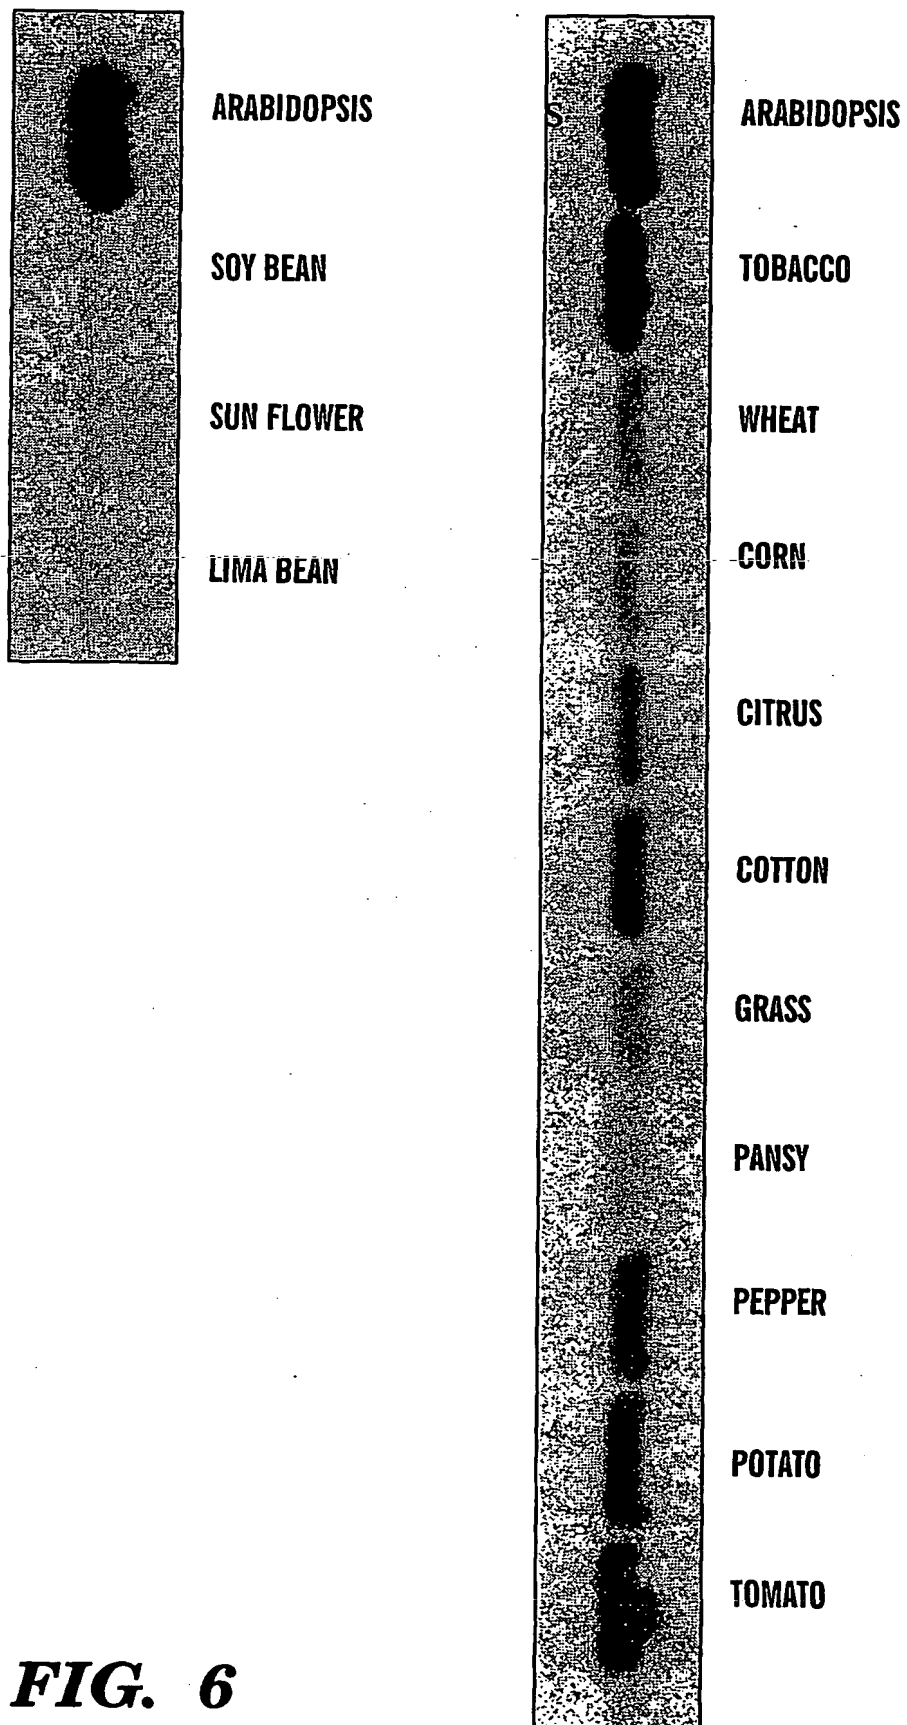 ARABIDOPSIS
SOY BEAN
SUN FLOWER
LIMA BEAN
S
ARABIDOPSIS
TOBACCO
WHEAT
CORN
CITRUS
COTTON
GRASS
PANSY
PEPPER
POTATO
TOMATO
FIG. 6